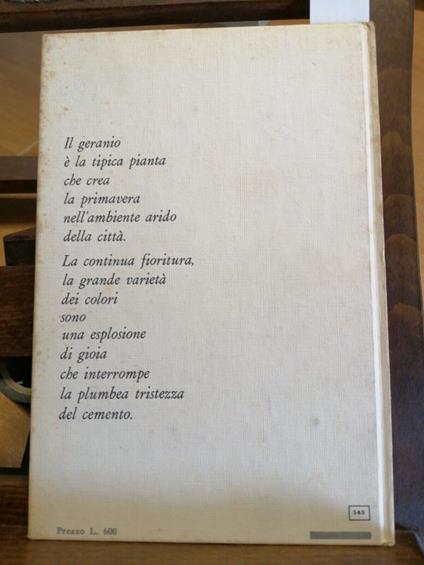 Il geranio
è la tipica pianta
che crea
la primavera
nell'ambiente arido
della città.
La continua fioritura,
la grande varietà
dei colori
sono
una esplosione
di gioia
che interrompe
la plumbea tristezza
del cemento.
545
Prezzo L. 600